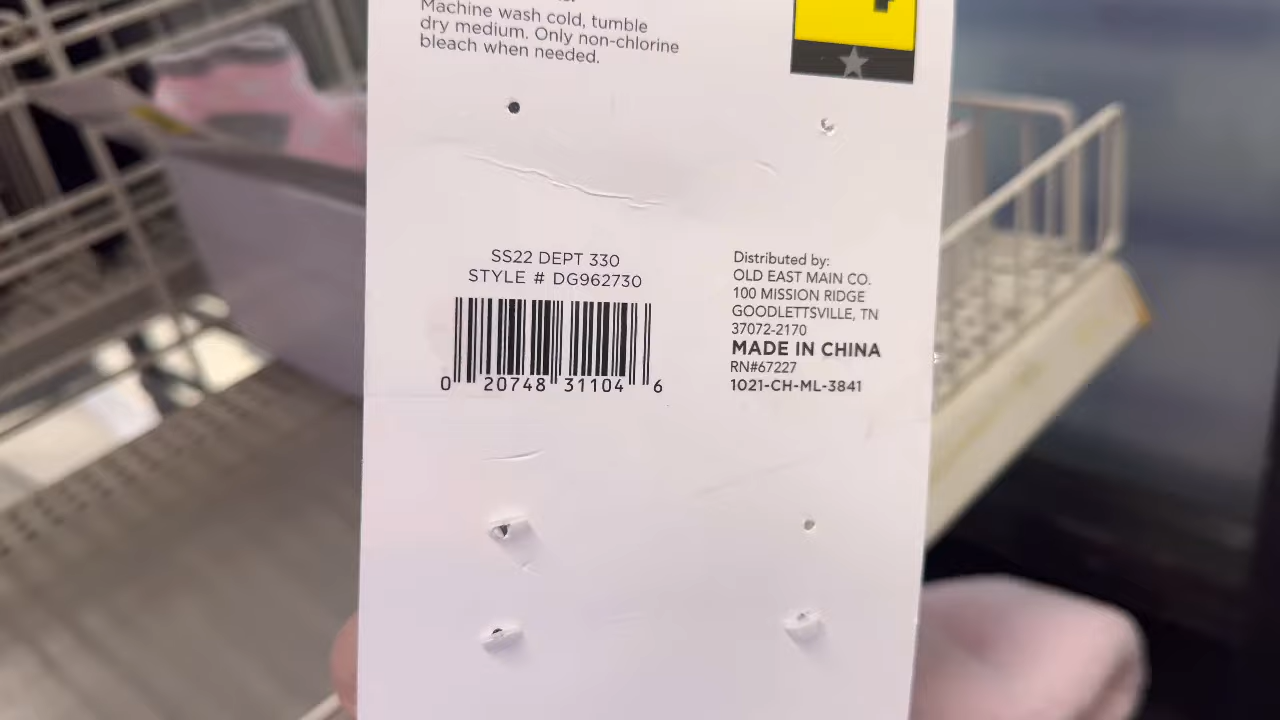 Machine wash cold, tumble
dry medium. Only non-chlorine
bleach when needed.
SS22 DEPT 330
STYLE # DG962730
0 20748 31104 6
Distributed by:
OLD EAST MAIN CO.
100 MISSION RIDGE
GOODLETTSVILLE, TN
37072-2170
MADE IN CHINA
RN#67227
1021-CH-ML-3841